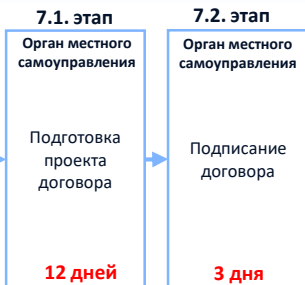 7.1. этап
Орган местного
самоуправления
Подготовка
проекта
договора
12 дней
7.2. этап
Орган местного
самоуправления
Подписание
договора
3 дня